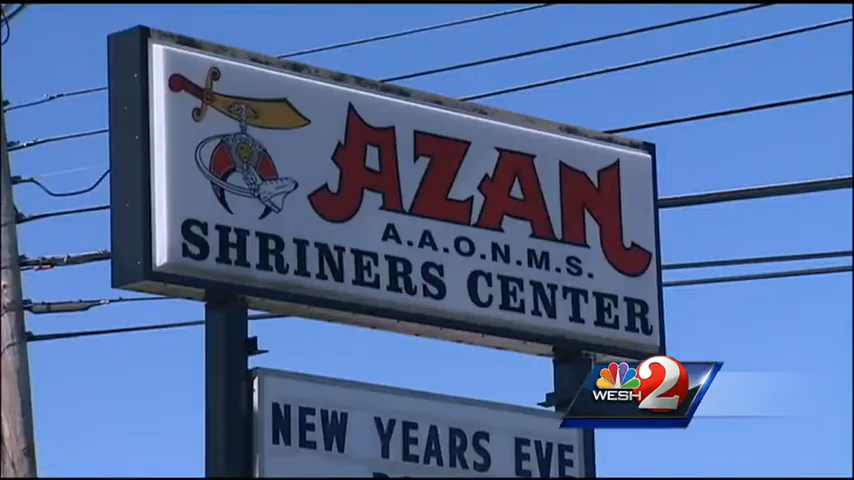 AZAN
A.A.O.N.M.S.
SHRINERS CENTER
NEW YEARS EVE
WESH 2